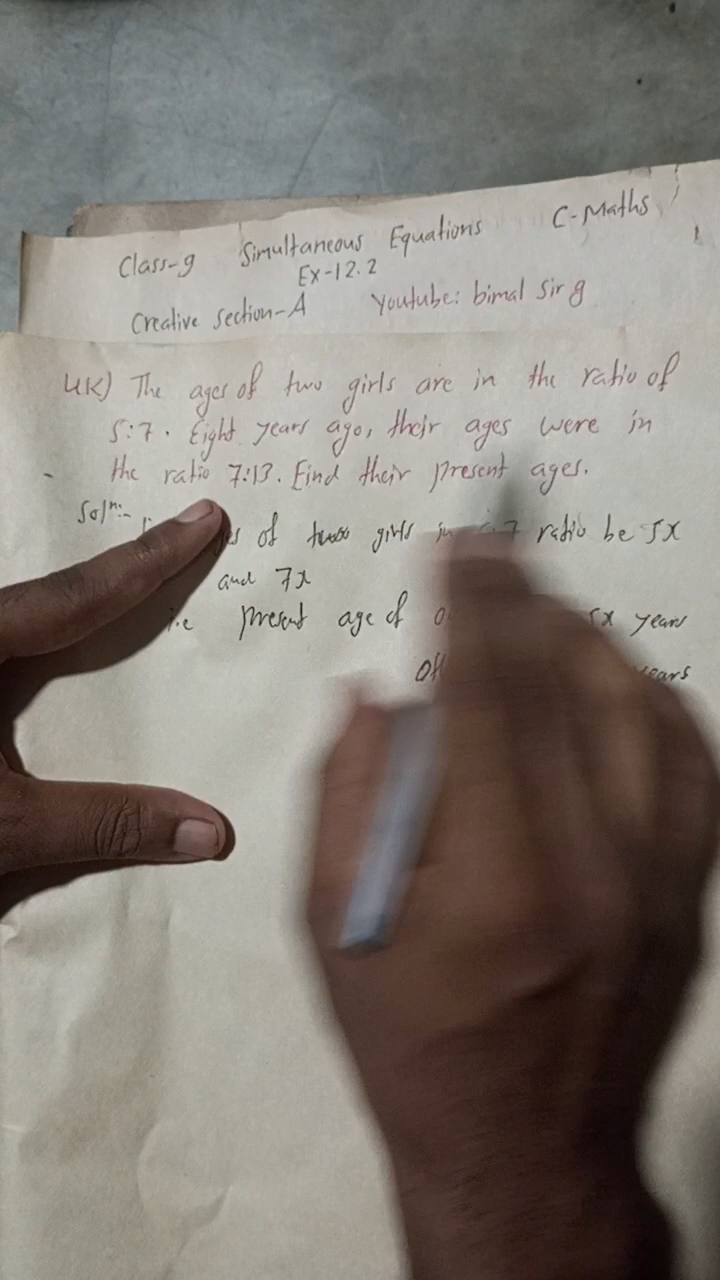 Class-9 Simultaneous Equations C-Maths
Ex-12.2
Creative Section-A Youtube: bimal Sir g
4K) The ages of two girls are in the ratio of
5:7. Eight years ago, their ages were in
the ratio 7:13. Find their present ages.
Solⁿ:- of two girls ratio be 5x
and 7x
i.e present age of 5x years
years